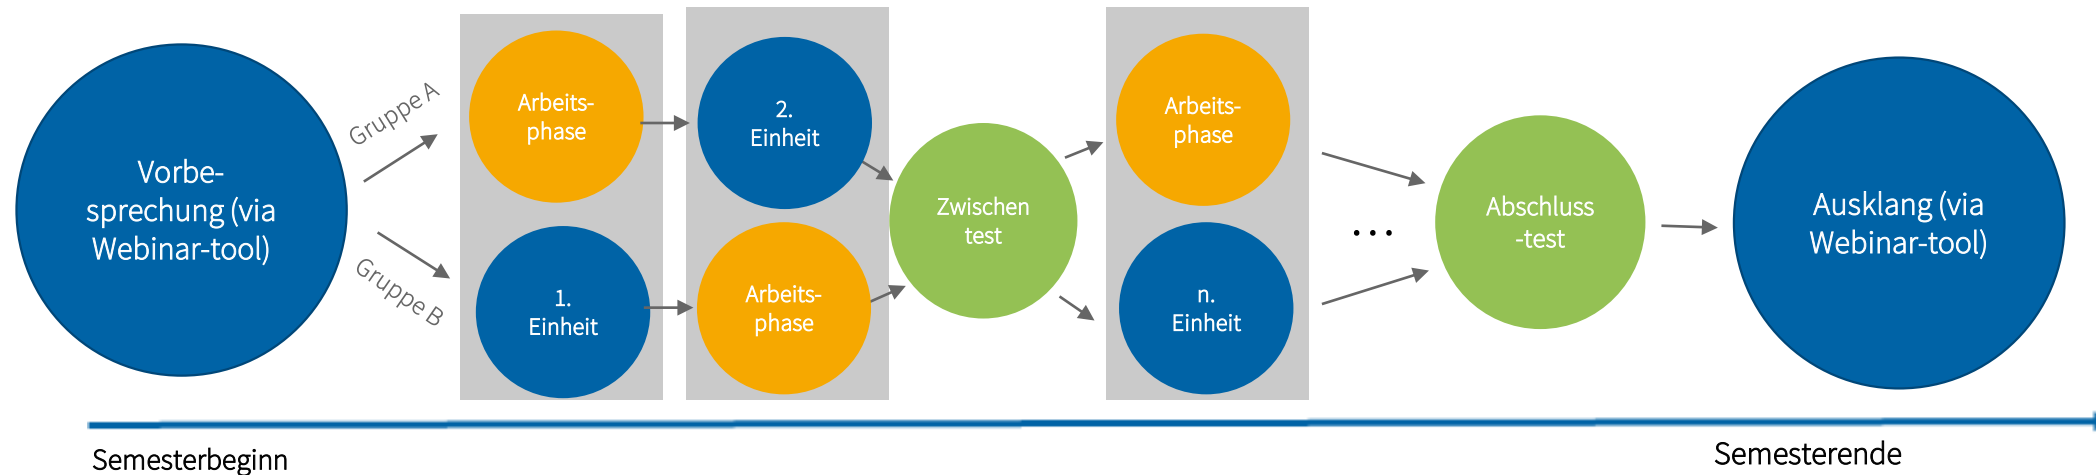 Vorbe-
sprechung (via
Webinar-tool)
Gruppe A
Gruppe B
Arbeits-
phase
1.
Einheit
2.
Einheit
Arbeits-
phase
Zwischen
test
Arbeits-
phase
n.
Einheit
...
Abschluss
-test
Ausklang (via
Webinar-tool)
Semesterbeginn
Semesterende